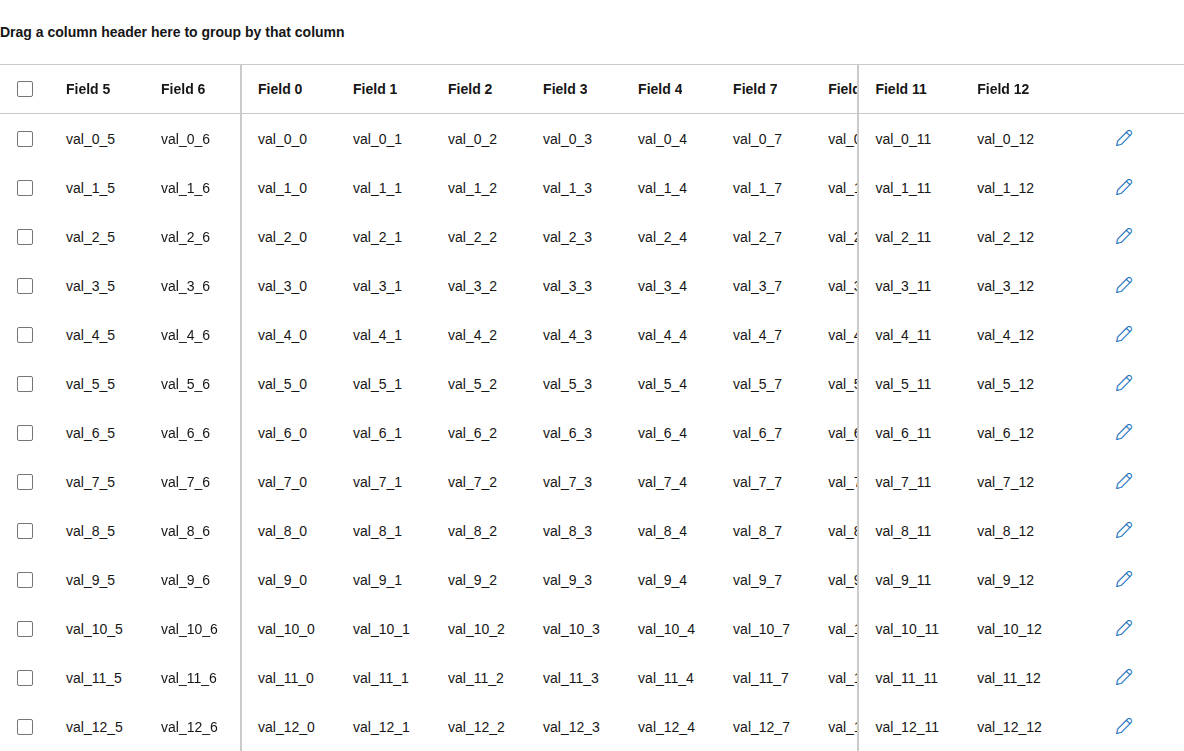 Drag a column header here to group by that column
Field 5 Field 6 Field 0 Field 1 Field 2 Field 3 Field 4 Field 7 Field Field 11 Field 12
val_0_5 val_0_6 val_0_0 val_0_1 val_0_2 val_0_3 val_0_4 val_0_7 val_0_11 val_0_12
val_1_5 val_1_6 val_1_0 val_1_1 val_1_2 val_1_3 val_1_4 val_1_7 val_1_11 val_1_12
val_2_5 val_2_6 val_2_0 val_2_1 val_2_2 val_2_3 val_2_4 val_2_7 val_2_11 val_2_12
val_3_5 val_3_6 val_3_0 val_3_1 val_3_2 val_3_3 val_3_4 val_3_7 val_3_11 val_3_12
val_4_5 val_4_6 val_4_0 val_4_1 val_4_2 val_4_3 val_4_4 val_4_7 val_4_11 val_4_12
val_5_5 val_5_6 val_5_0 val_5_1 val_5_2 val_5_3 val_5_4 val_5_7 val_5_11 val_5_12
val_6_5 val_6_6 val_6_0 val_6_1 val_6_2 val_6_3 val_6_4 val_6_7 val_6_11 val_6_12
val_7_5 val_7_6 val_7_0 val_7_1 val_7_2 val_7_3 val_7_4 val_7_7 val_7_11 val_7_12
val_8_5 val_8_6 val_8_0 val_8_1 val_8_2 val_8_3 val_8_4 val_8_7 val_8_11 val_8_12
val_9_5 val_9_6 val_9_0 val_9_1 val_9_2 val_9_3 val_9_4 val_9_7 val_9_11 val_9_12
val_10_5 val_10_6 val_10_0 val_10_1 val_10_2 val_10_3 val_10_4 val_10_7 val_10_11 val_10_12
val_11_5 val_11_6 val_11_0 val_11_1 val_11_2 val_11_3 val_11_4 val_11_7 val_11_11 val_11_12
val_12_5 val_12_6 val_12_0 val_12_1 val_12_2 val_12_3 val_12_4 val_12_7 val_12_11 val_12_12